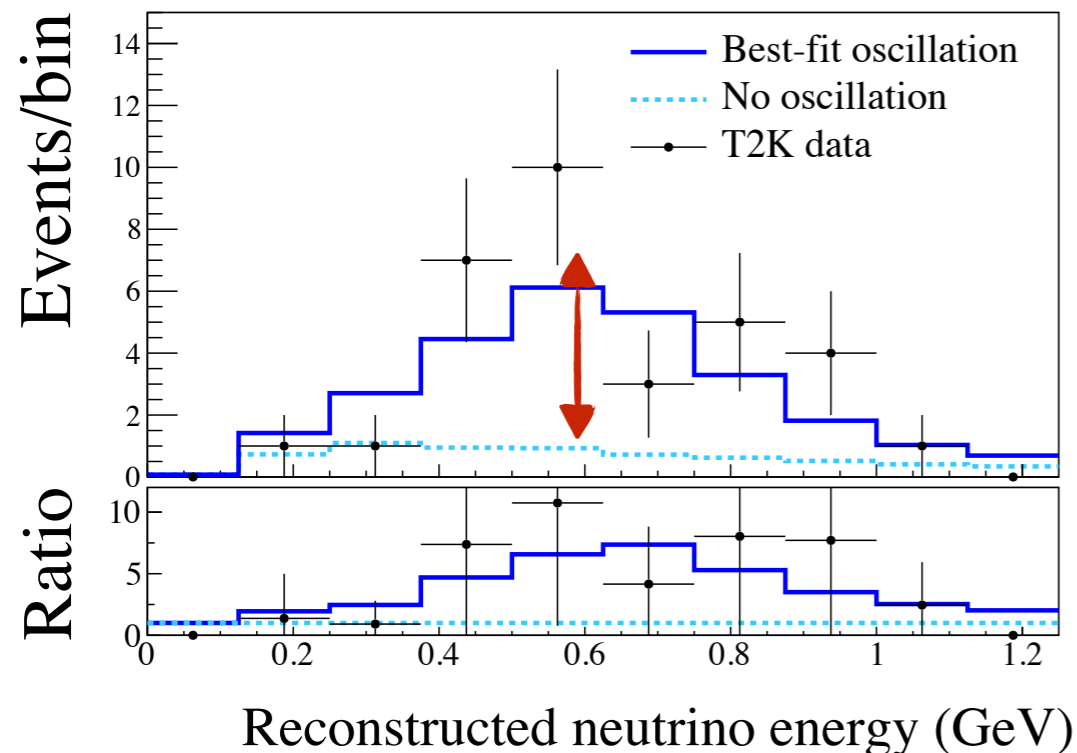 Events/bin
14
12
10
8
6
4
2
0
Best-fit oscillation
No oscillation
T2K data
Ratio
10
5
0
0 0.2 0.4 0.6 0.8 1 1.2
Reconstructed neutrino energy (GeV)